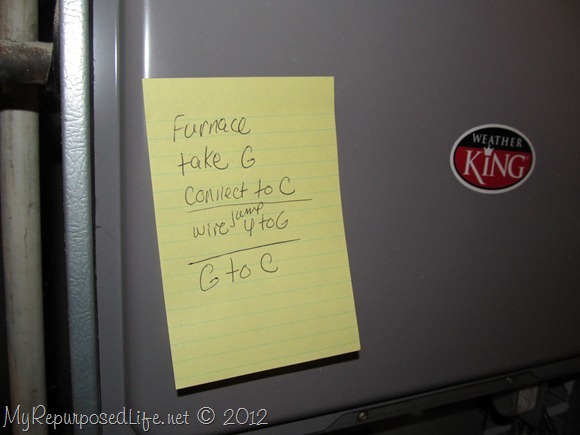 Furnace
take G
connect to C
jump
wire Y to G
G to C
WEATHER
KING
MyRepurposedLife.net © 2012